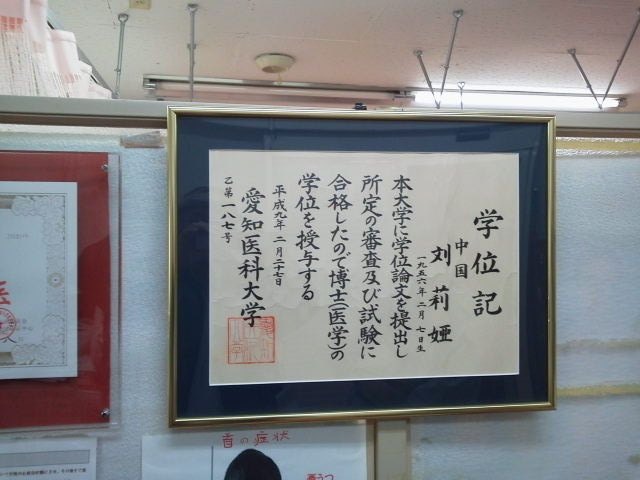 学位記
中国
刘莉娅
一九五六年二月七日生
本大学に学位論文を提出し
所定の審査及び試験に
合格したので博士(医学)の
学位を授与する
平成九年二月二十七日
愛知医科大学
乙第一八七号
首の症状